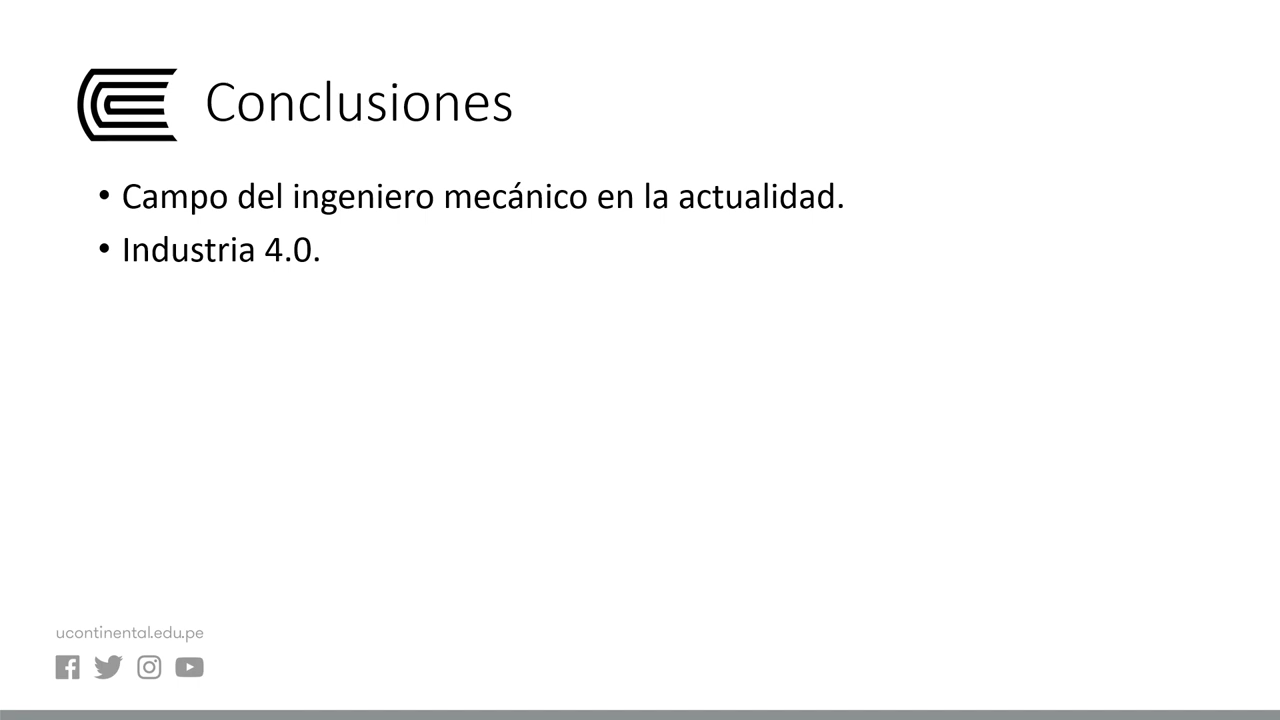 Conclusiones
• Campo del ingeniero mecánico en la actualidad.
• Industria 4.0.
ucontinental.edu.pe